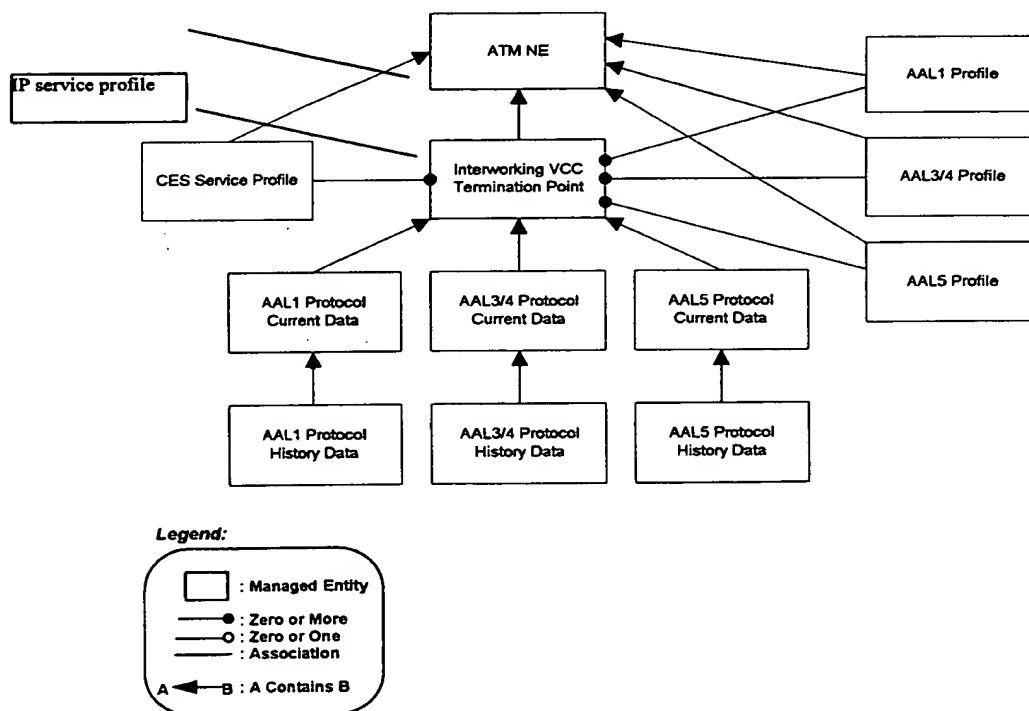 ATM NE
AAL1 Profile
IP service profile
CES Service Profile
Interworking VCC
Termination Point
AAL3/4 Profile
AAL5 Profile
AAL1 Protocol
Current Data
AAL3/4 Protocol
Current Data
AAL5 Protocol
Current Data
AAL1 Protocol
History Data
AAL3/4 Protocol
History Data
AAL5 Protocol
History Data
Legend:
: Managed Entity
: Zero or More
: Zero or One
: Association
A B : A Contains B